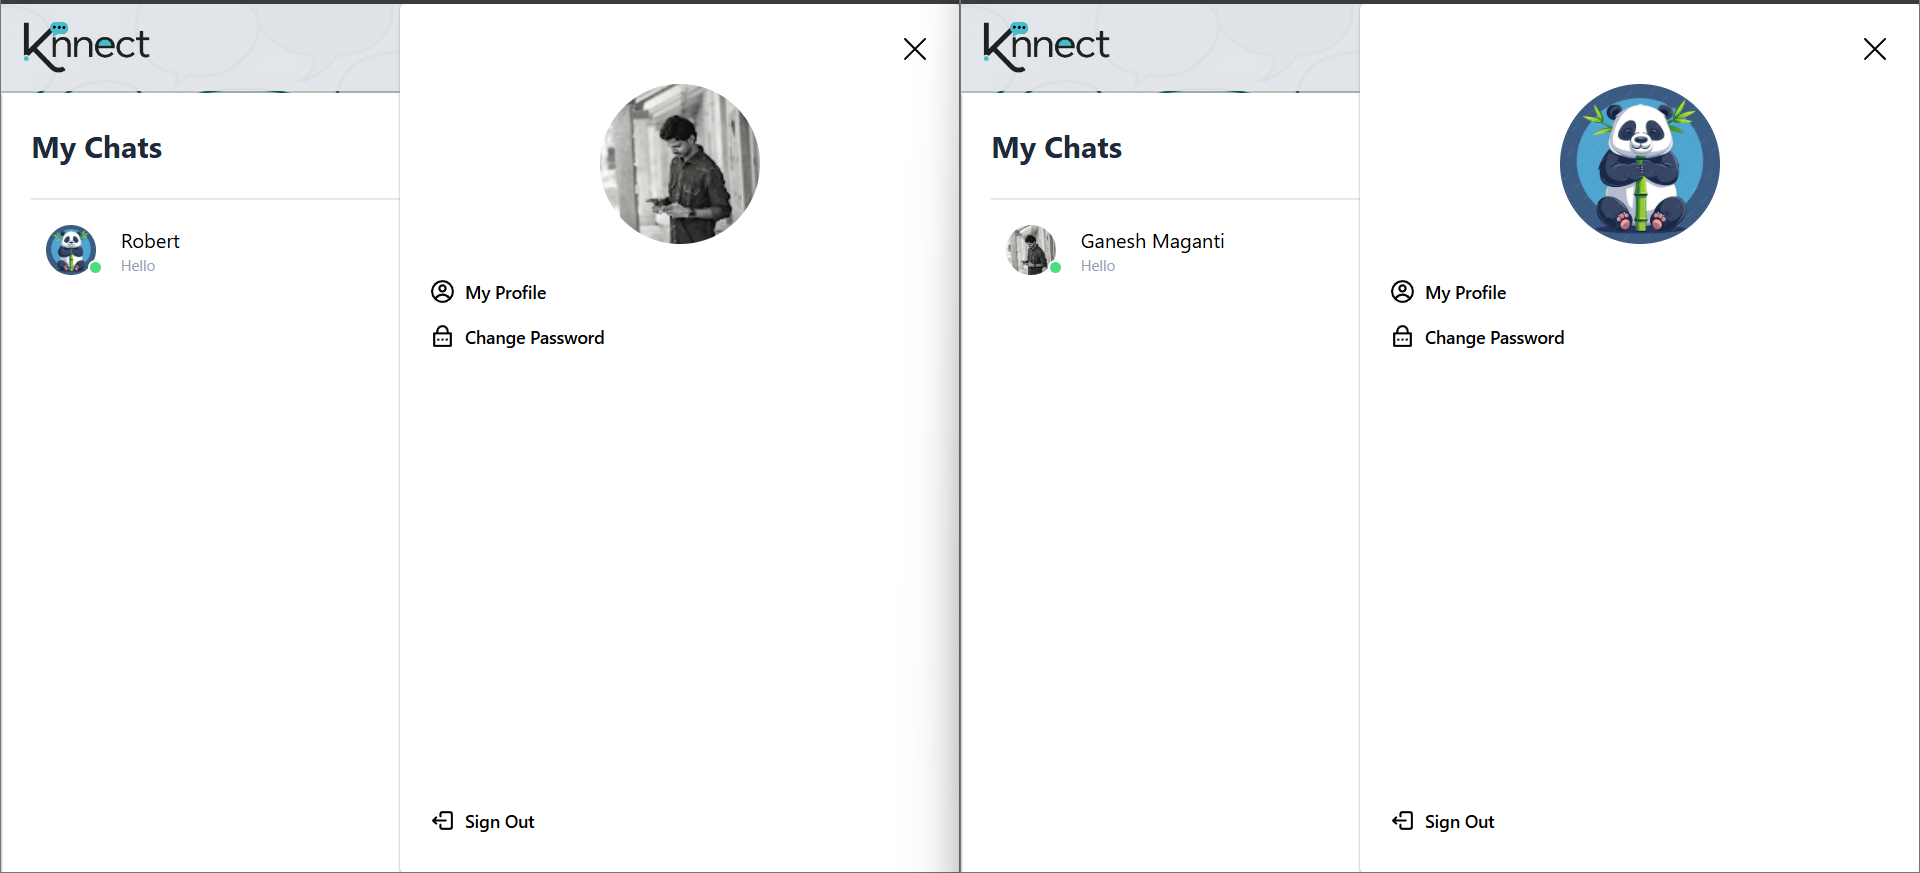 Knnect
My Chats
Robert
Hello
My Profile
Change Password
Sign Out
Knnect
My Chats
Ganesh Maganti
Hello
My Profile
Change Password
Sign Out